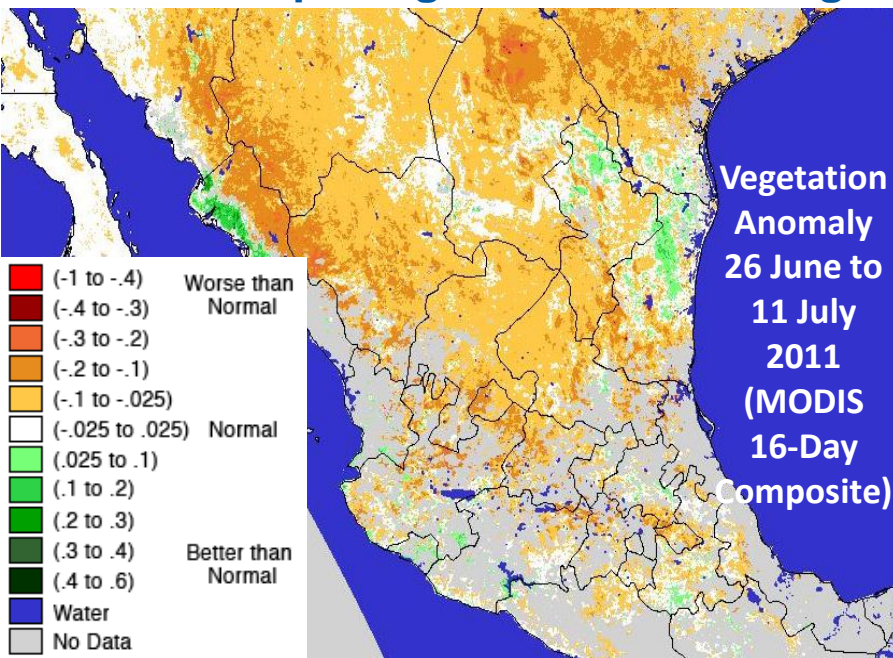 Vegetation
Anomaly
26 June to
11 July
2011
(MODIS
16-Day
Composite)
(-1 to -.4) Worse than
(-.4 to -.3) Normal
(-.3 to -.2)
(-.2 to -.1)
(-.1 to -.025)
(-.025 to .025) Normal
(.025 to .1)
(.1 to .2)
(.2 to .3)
(.3 to .4) Better than
(.4 to .6) Normal
Water
No Data